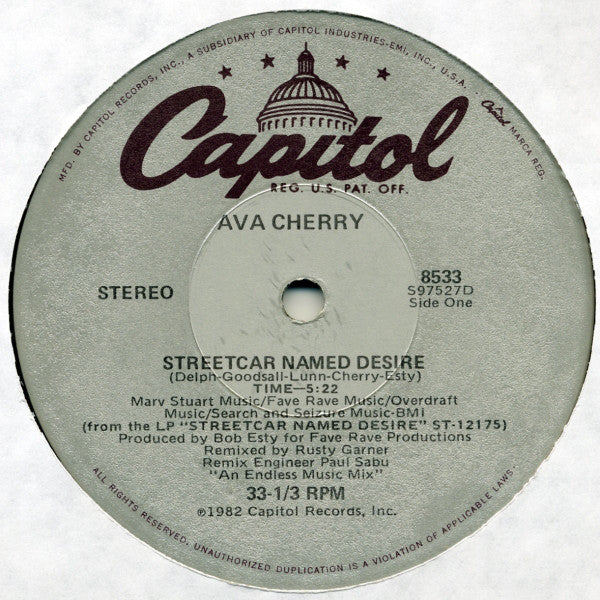 MFD. BY CAPITOL RECORDS, INC., A SUBSIDIARY OF CAPITOL INDUSTRIES-EMI, INC., U.S.A.
Capitol MARCA REG.
Capitol
REG. U.S. PAT. OFF.
AVA CHERRY
STEREO
8533
S97527D
Side One
STREETCAR NAMED DESIRE
(Delph-Goodsall-Lunn-Cherry-Esty)
TIME—5:22
Marv Stuart Music/Fave Rave Music/Overdraft
Music/Search and Seizure Music-BMI
(from the LP "STREETCAR NAMED DESIRE" ST-12175)
Produced by Bob Esty for Fave Rave Productions
Remixed by Rusty Garner
Remix Engineer Paul Sabu
"An Endless Music Mix"
33-1/3 RPM
℗1982 Capitol Records, Inc.
ALL RIGHTS RESERVED. UNAUTHORIZED DUPLICATION IS A VIOLATION OF APPLICABLE LAWS.